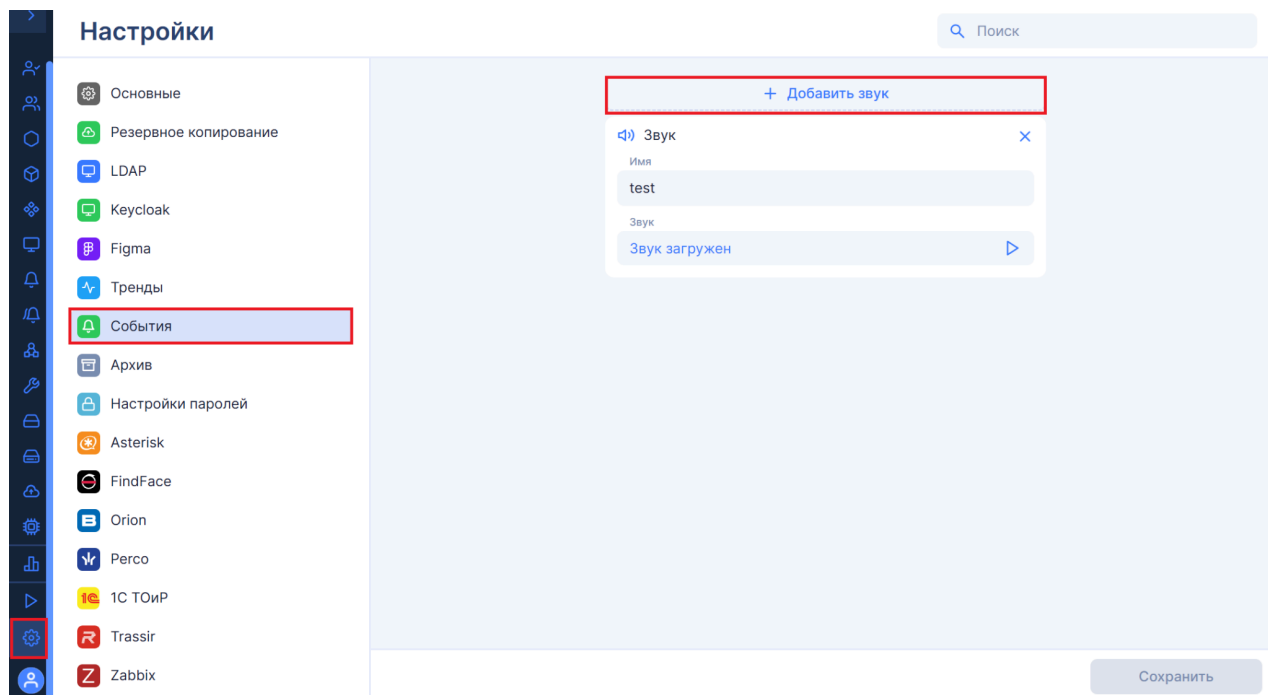 Настройки
Поиск
Основные
Резервное копирование
LDAP
Keycloak
Figma
Тренды
События
Архив
Настройки паролей
Asterisk
FindFace
Orion
Perco
1С ТОиР
Trassir
Zabbix
+ Добавить звук
Звук
Имя
test
Звук
Звук загружен
Сохранить